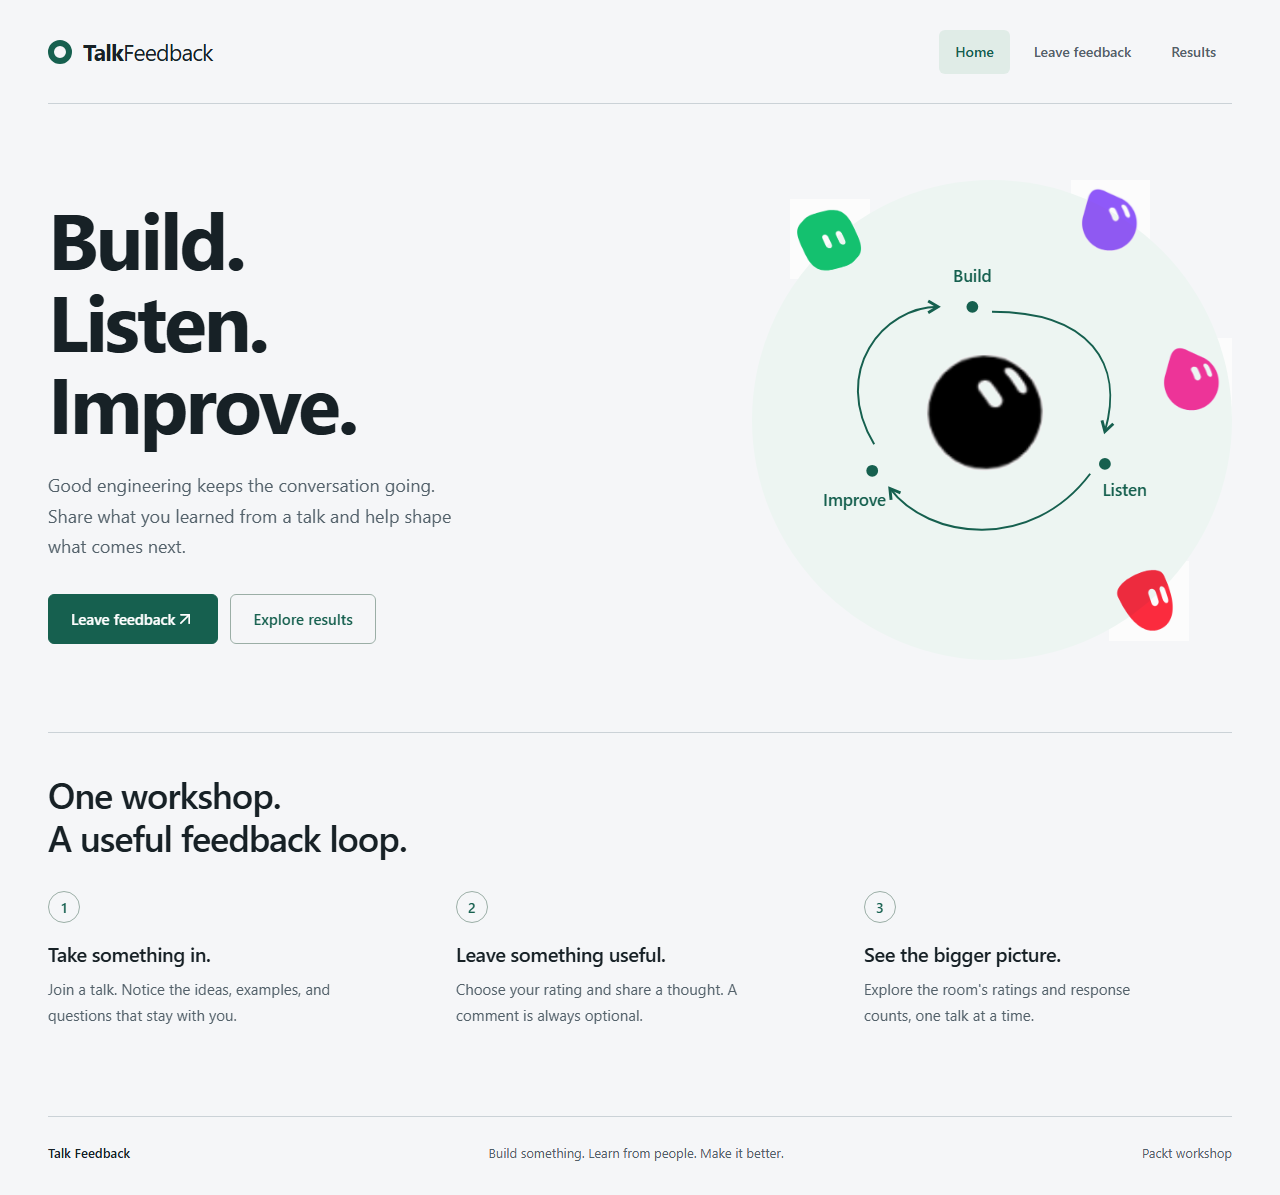 TalkFeedback
Home
Leave feedback
Results
Build.
Listen.
Improve.
Good engineering keeps the conversation going.
Share what you learned from a talk and help shape
what comes next.
Leave feedback
Explore results
Build
Listen
Improve
One workshop.
A useful feedback loop.
1
Take something in.
Join a talk. Notice the ideas, examples, and
questions that stay with you.
2
Leave something useful.
Choose your rating and share a thought. A
comment is always optional.
3
See the bigger picture.
Explore the room's ratings and response
counts, one talk at a time.
Talk Feedback
Build something. Learn from people. Make it better.
Packt workshop